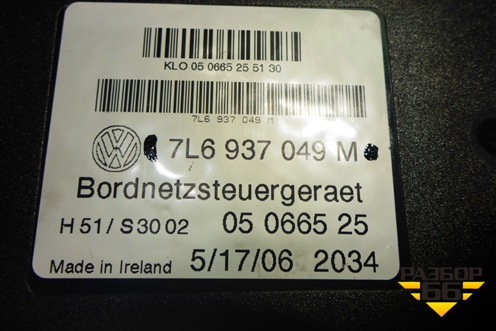 KLO 05 0665 25 51 30
7L6 937 049 M
7L6 937 049 M
Bordnetzsteuergeraet
H 51 / S30 02 05 0665 25
Made in Ireland 5/17/06 2034
РАЗБОР
66